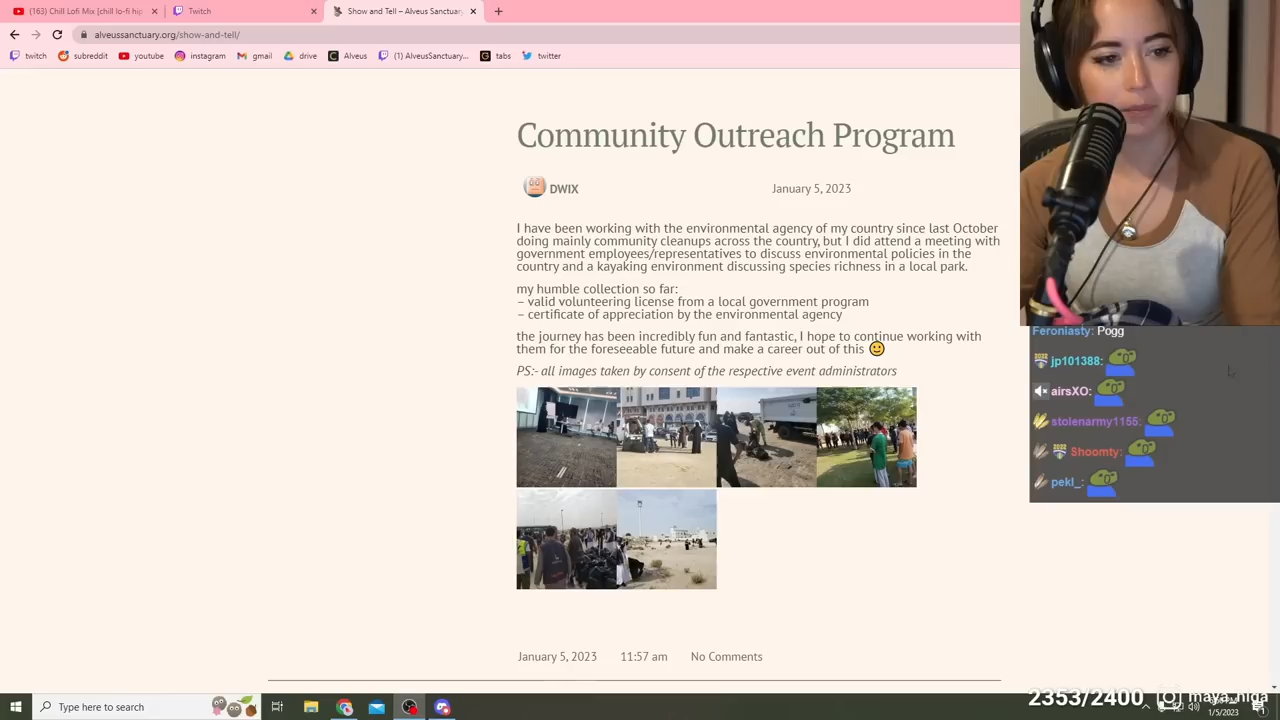 (163) Chill Lofi Mix [chill lo-fi hip
Twitch
Show and Tell – Alveus Sanctuary
alveussanctuary.org/show-and-tell/
twitch
subreddit
youtube
instagram
gmail
drive
Alveus
(1) AlveusSanctuary...
tabs
twitter
Community Outreach Program
DWIX
January 5, 2023
I have been working with the environmental agency of my country since last October
doing mainly community cleanups across the country, but I did attend a meeting with
government employees/representatives to discuss environmental policies in the
country and a kayaking environment discussing species richness in a local park.
my humble collection so far:
– valid volunteering license from a local government program
– certificate of appreciation by the environmental agency
the journey has been incredibly fun and fantastic, I hope to continue working with
them for the foreseeable future and make a career out of this
PS:- all images taken by consent of the respective event administrators
January 5, 2023
11:57 am
No Comments
Feroniasty: Pogg
jp101388:
airsXO:
stolenarmy1155:
Shoomty:
pekl_:
Type here to search
2353/2400
maya.higa
1/5/2023